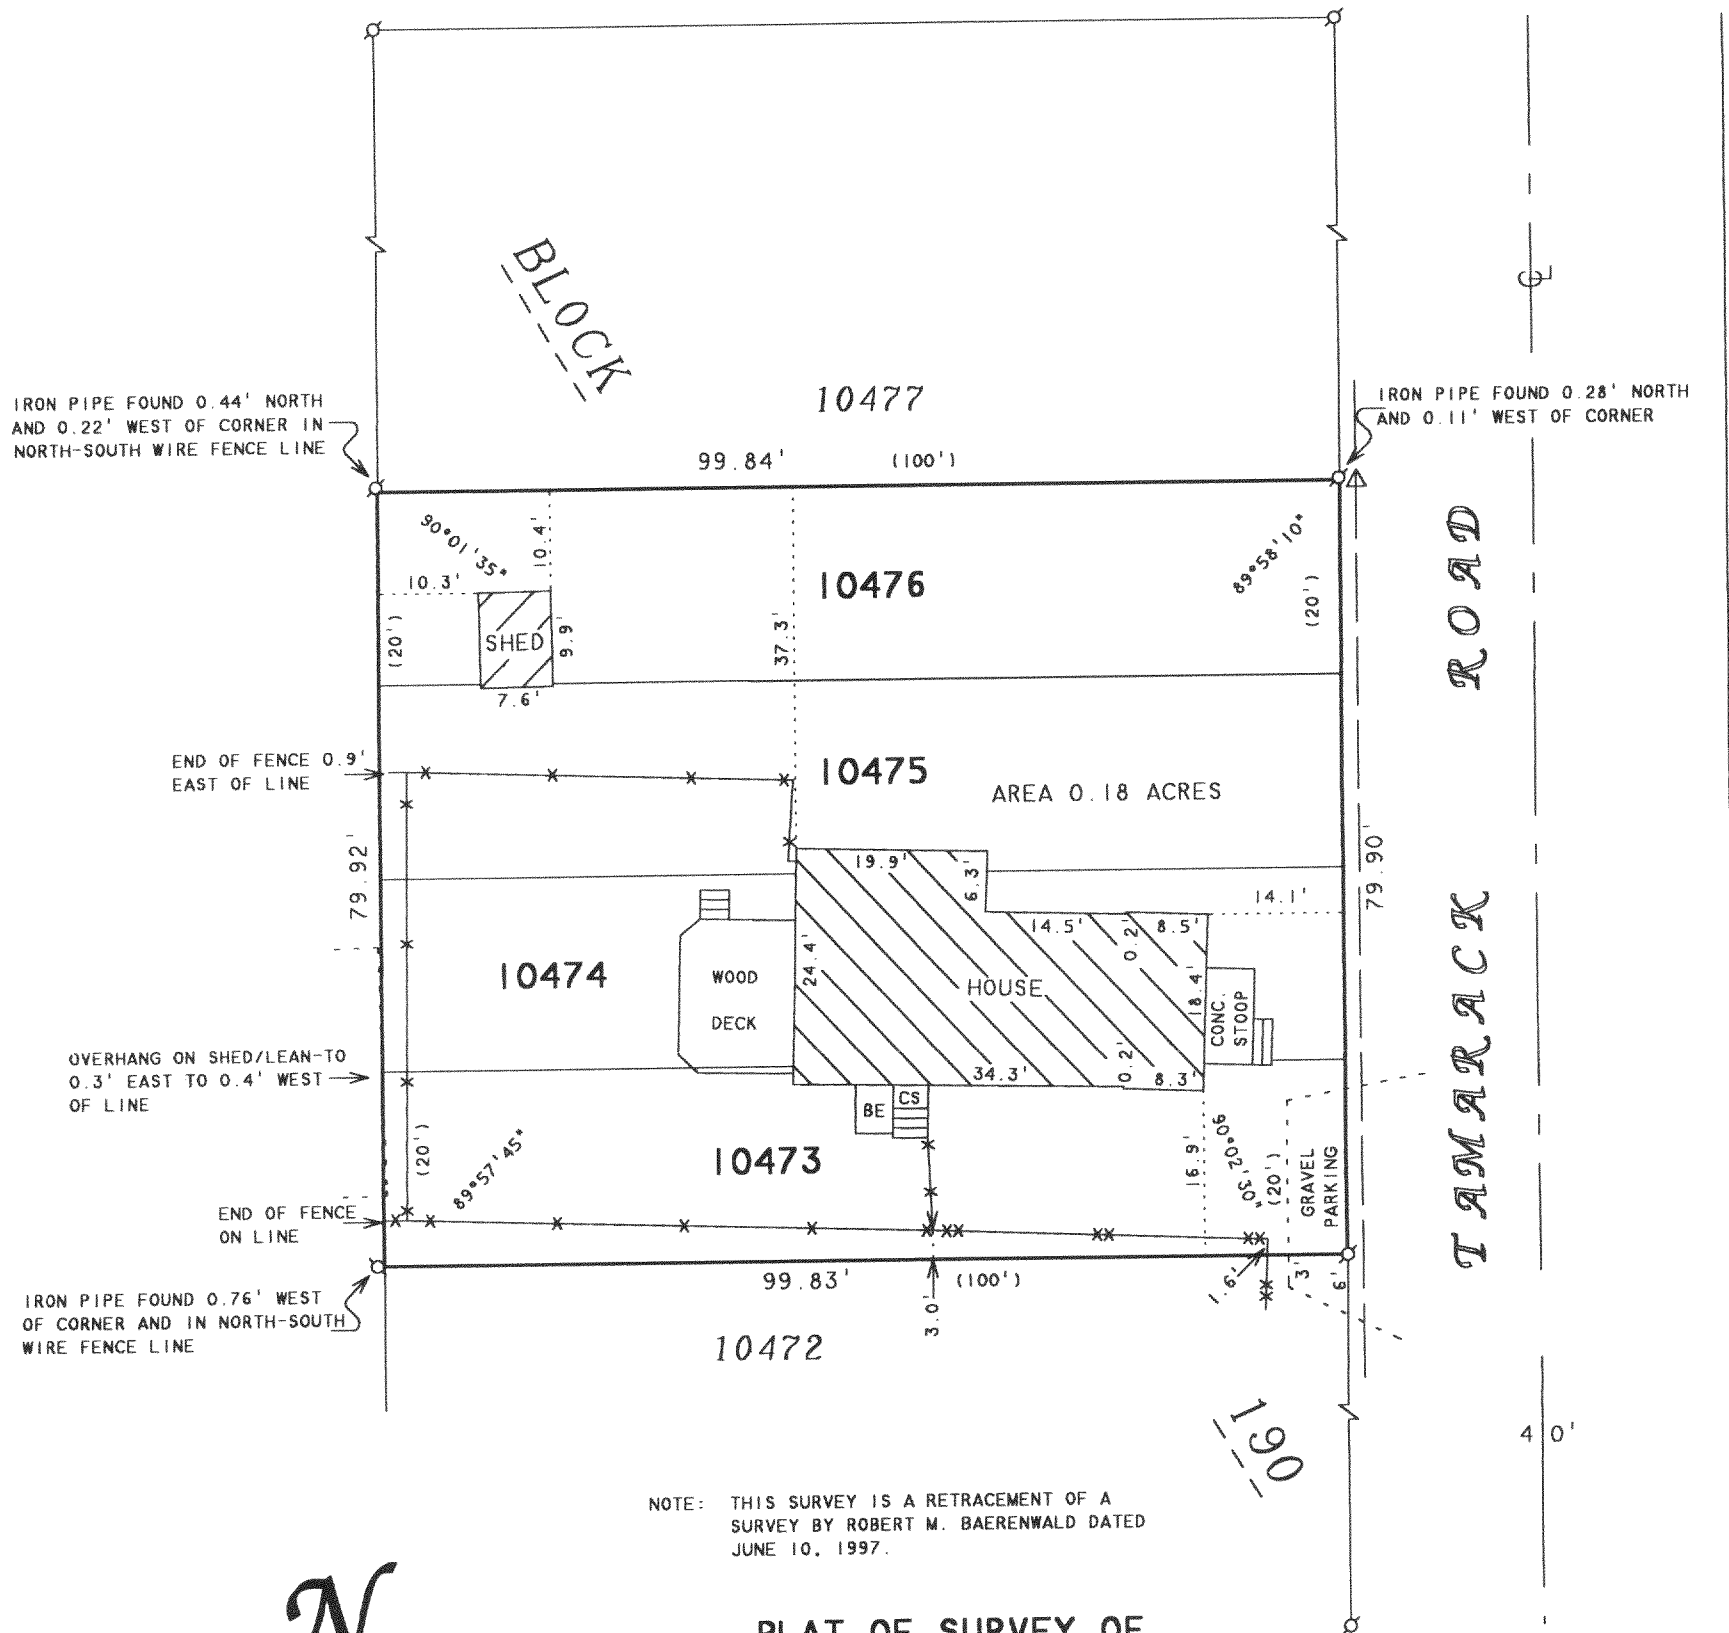 BLOCK
10477
IRON PIPE FOUND 0.44' NORTH
AND 0.22' WEST OF CORNER IN
NORTH-SOUTH WIRE FENCE LINE
IRON PIPE FOUND 0.28' NORTH
AND 0.11' WEST OF CORNER
99.84' (100')
90°01'35"
10.4'
89°58'10"
10.3'
10476
(20')
(20')
SHED
9.9'
37.3'
7.6'
ROAD
END OF FENCE 0.9'
EAST OF LINE
10475
AREA 0.18 ACRES
79.92'
79.90'
19.9'
6.3'
14.1'
14.5'
0.2'
8.5'
10474
WOOD
DECK
24.4'
HOUSE
18.4'
CONC.
STOOP
TAMARACK
OVERHANG ON SHED/LEAN-TO
0.3' EAST TO 0.4' WEST
OF LINE
34.3'
0.2'
8.3'
BE
CS
(20')
89°57'45"
10473
16.9'
90°02'30"
(20')
GRAVEL
PARKING
END OF FENCE
ON LINE
99.83' (100')
3.0'
1.6'
3'
6'
IRON PIPE FOUND 0.76' WEST
OF CORNER AND IN NORTH-SOUTH
WIRE FENCE LINE
10472
190
40'
NOTE: THIS SURVEY IS A RETRACEMENT OF A
SURVEY BY ROBERT M. BAERENWALD DATED
JUNE 10, 1997.
N
PLAT OF SURVEY OF